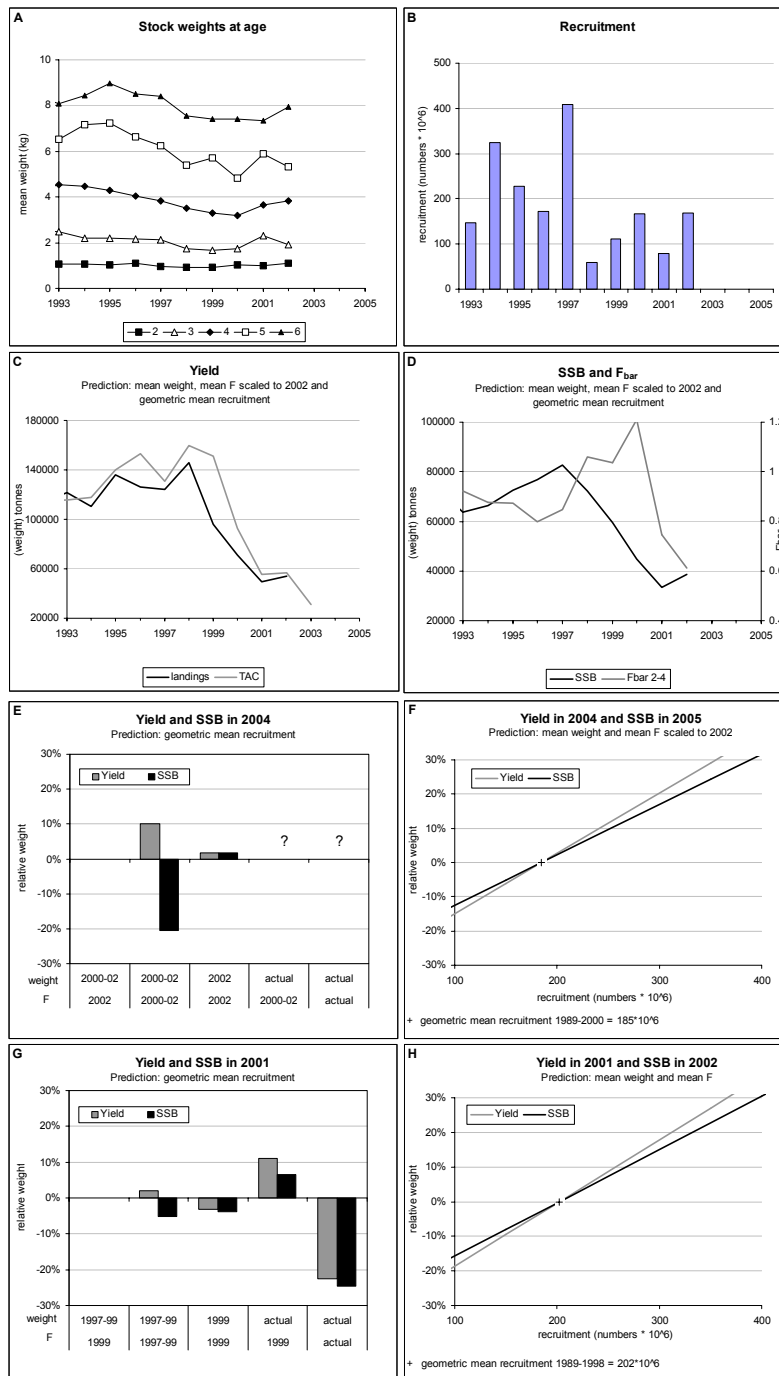 A
Stock weights at age
mean weight (kg)
10
8
6
4
2
0
1993 1995 1997 1999 2001 2003 2005
2 3 4 5 6
B
Recruitment
recruitment (numbers * 10^6)
500
400
300
200
100
0
1993 1995 1997 1999 2001 2003 2005
C
Yield
Prediction: mean weight, mean F scaled to 2002 and
geometric mean recruitment
(weight) tonnes
180000
140000
100000
60000
20000
1993 1995 1997 1999 2001 2003 2005
landings TAC
D
SSB and Fbar
Prediction: mean weight, mean F scaled to 2002 and
geometric mean recruitment
(weight) tonnes
100000
80000
60000
40000
20000
1.2
1
0.8
0.6
0.4
Fbar
1993 1995 1997 1999 2001 2003 2005
SSB Fbar 2-4
E
Yield and SSB in 2004
Prediction: geometric mean recruitment
Yield SSB
relative weight
30%
20%
10%
0%
-10%
-20%
-30%
? ?
weight 2000-02 2000-02 2002 actual actual
F 2002 2000-02 2002 2000-02 actual
F
Yield in 2004 and SSB in 2005
Prediction: mean weight and mean F scaled to 2002
Yield SSB
relative weight
30%
20%
10%
0%
-10%
-20%
-30%
100 200 300 400
recruitment (numbers * 10^6)
+ geometric mean recruitment 1989-2000 = 185*10^6
G
Yield and SSB in 2001
Prediction: geometric mean recruitment
Yield SSB
relative weight
30%
20%
10%
0%
-10%
-20%
-30%
weight 1997-99 1997-99 1999 actual actual
F 1999 1997-99 1999 1999 actual
H
Yield in 2001 and SSB in 2002
Prediction: mean weight and mean F
Yield SSB
relative weight
30%
20%
10%
0%
-10%
-20%
-30%
100 200 300 400
recruitment (numbers * 10^6)
+ geometric mean recruitment 1989-1998 = 202*10^6